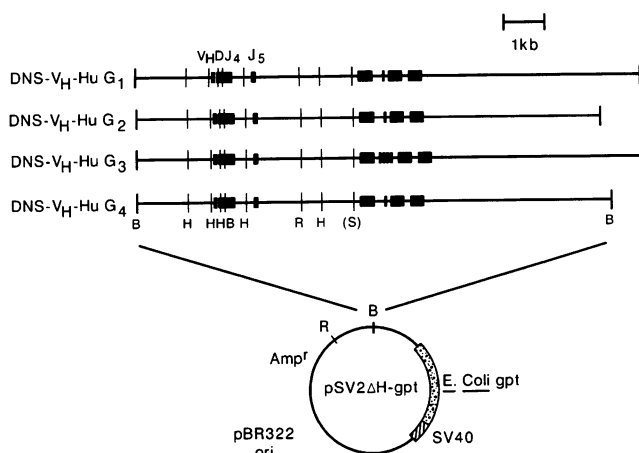 1kb
VHDJ4 J5
DNS-VH-Hu G1
DNS-VH-Hu G2
DNS-VH-Hu G3
DNS-VH-Hu G4
B H HHB H R H (S) B
B
R
Ampr
pSV2ΔH-gpt
E. Coli gpt
pBR322
ori
SV40